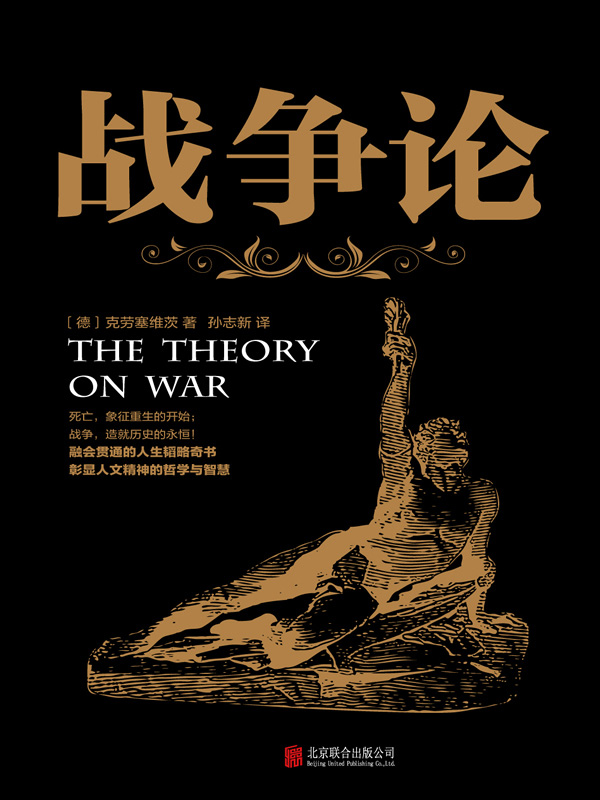 战争论
［德］克劳塞维茨 著 孙志新 译
THE THEORY
ON WAR
死亡，象征重生的开始；
战争，造就历史的永恒！
融会贯通的人生韬略奇书
彰显人文精神的哲学与智慧
北京联合出版公司
Beijing United Publishing Co.,Ltd.